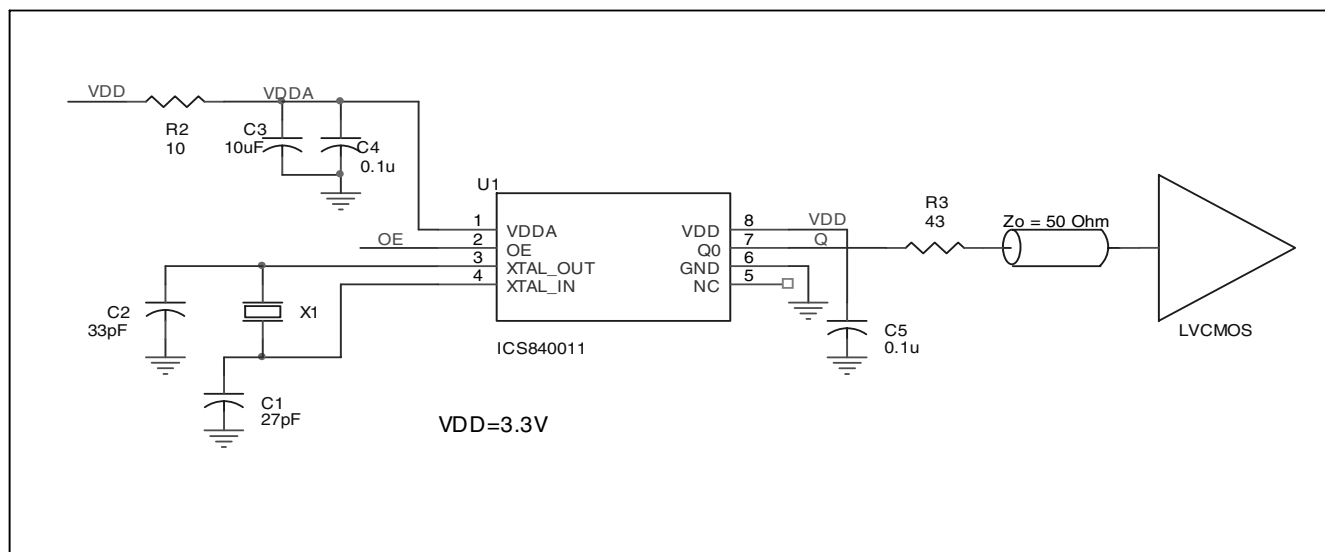 VDD
VDDA
R2
10
C3
10uF
C4
0.1u
U1
1
VDDA
2
OE
OE
3
XTAL_OUT
4
XTAL_IN
8
VDD
VDD
7
Q0
Q
6
GND
5
NC
ICS840011
R3
43
Zo = 50 Ohm
LVCMOS
C2
33pF
X1
C1
27pF
C5
0.1u
VDD=3.3V